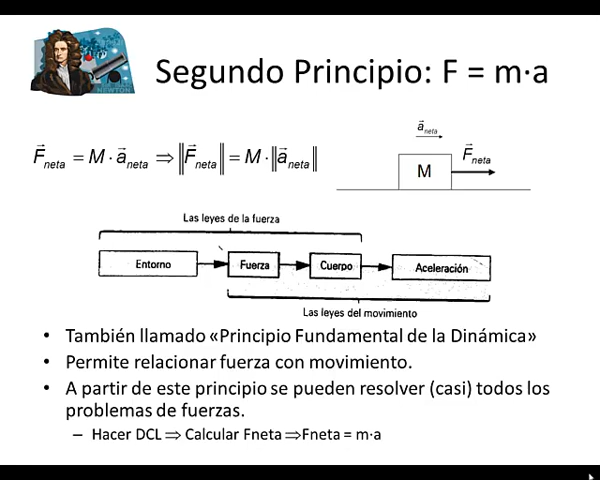 NEWTON
Segundo Principio: F = m·a
F⃗neta = M · a⃗neta ⇒ ‖F⃗neta‖ = M · ‖a⃗neta‖
a⃗neta
F⃗neta
M
Las leyes de la fuerza
Entorno Fuerza Cuerpo Aceleración
Las leyes del movimiento
• También llamado «Principio Fundamental de la Dinámica»
• Permite relacionar fuerza con movimiento.
• A partir de este principio se pueden resolver (casi) todos los
problemas de fuerzas.
– Hacer DCL ⇒ Calcular Fneta ⇒Fneta = m·a